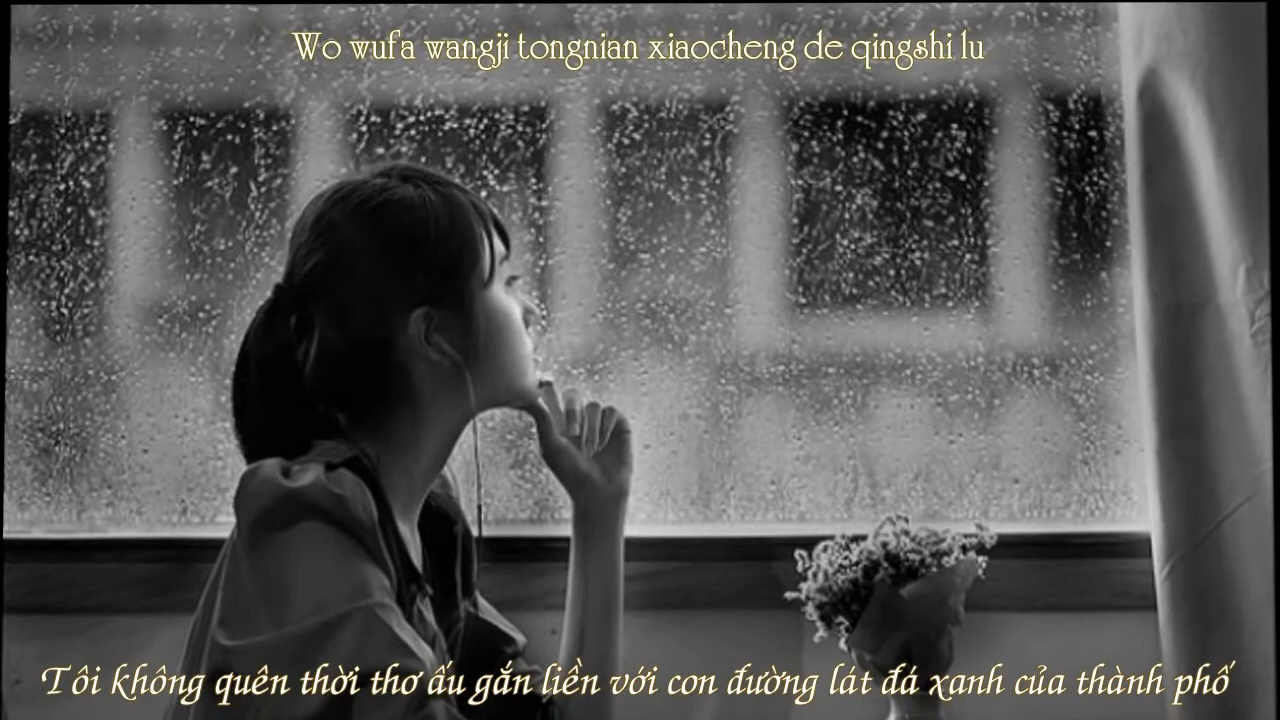 Wo wufa wangji tongnian xiaocheng de qingshi lu
Tôi không quên thời thơ ấu gắn liền với con đường lát đá xanh của thành phố